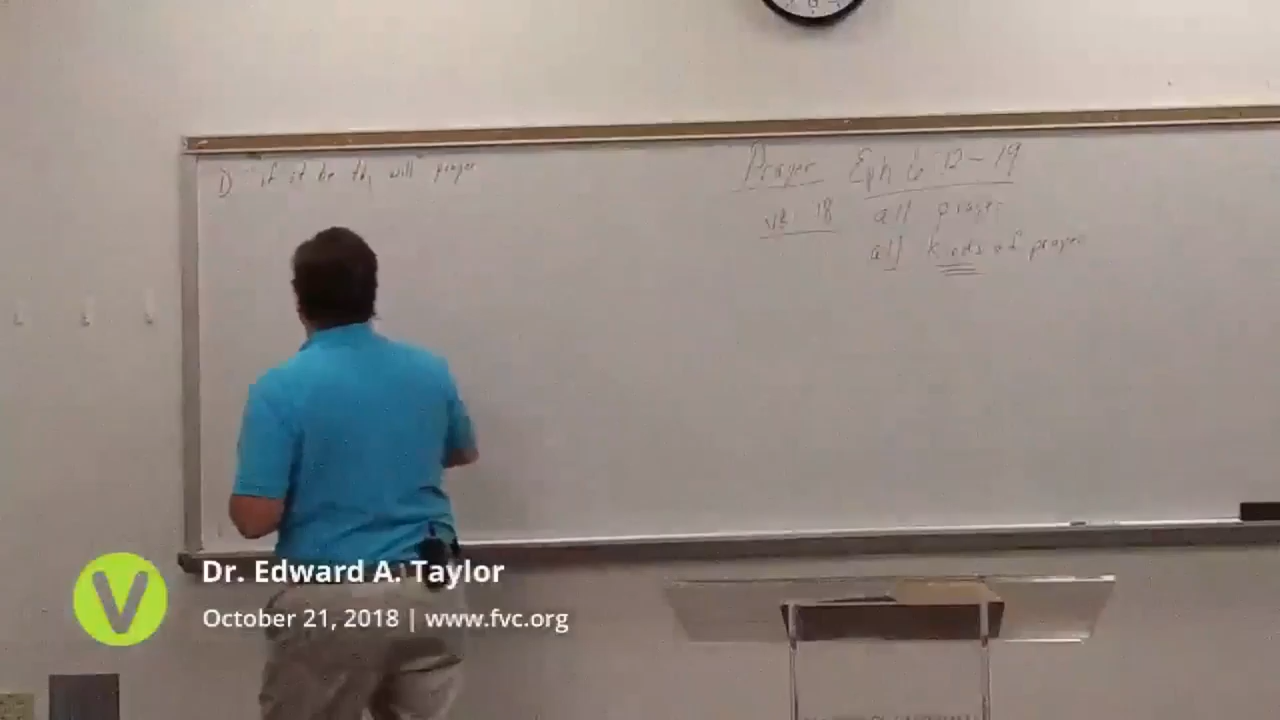 1) "if it be thy will" prayer
Prayer Eph 6 12-19
vs. 18 all prayer
all kinds of prayer
V
Dr. Edward A. Taylor
October 21, 2018 | www.fvc.org